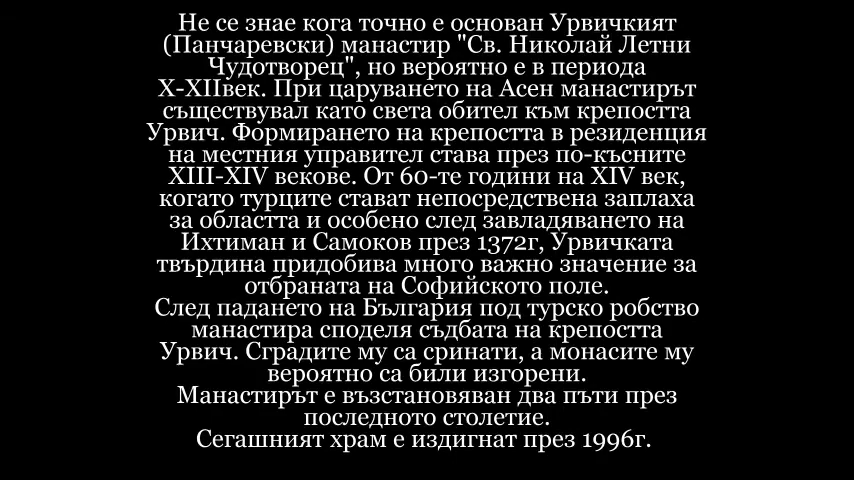 Не се знае кога точно е основан Урвичкият
(Панчаревски) манастир "Св. Николай Летни
Чудотворец", но вероятно е в периода
X-XIIвек. При царуването на Асен манастирът
съществувал като света обител към крепостта
Урвич. Формирането на крепостта в резиденция
на местния управител става през по-късните
XIII-XIV векове. От 60-те години на XIV век,
когато турците стават непосредствена заплаха
за областта и особено след завладяването на
Ихтиман и Самоков през 1372г, Урвичката
твърдина придобива много важно значение за
отбраната на Софийското поле.
След падането на България под турско робство
манастира споделя съдбата на крепостта
Урвич. Сградите му са сринати, а монасите му
вероятно са били изгорени.
Манастирът е възстановяван два пъти през
последното столетие.
Сегашният храм е издигнат през 1996г.